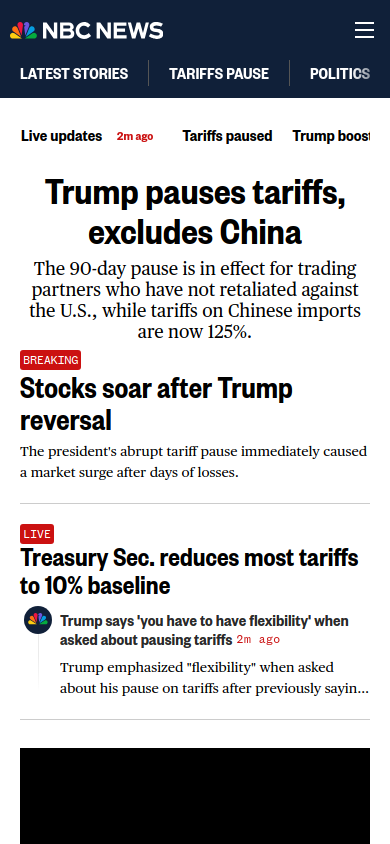 NBC NEWS
LATEST STORIES
TARIFFS PAUSE
POLITICS
Live updates
2m ago
Tariffs paused
Trump boost
Trump pauses tariffs,
excludes China
The 90-day pause is in effect for trading
partners who have not retaliated against
the U.S., while tariffs on Chinese imports
are now 125%.
BREAKING
Stocks soar after Trump
reversal
The president's abrupt tariff pause immediately caused
a market surge after days of losses.
LIVE
Treasury Sec. reduces most tariffs
to 10% baseline
Trump says 'you have to have flexibility' when
asked about pausing tariffs 2m ago
Trump emphasized "flexibility" when asked
about his pause on tariffs after previously sayin...